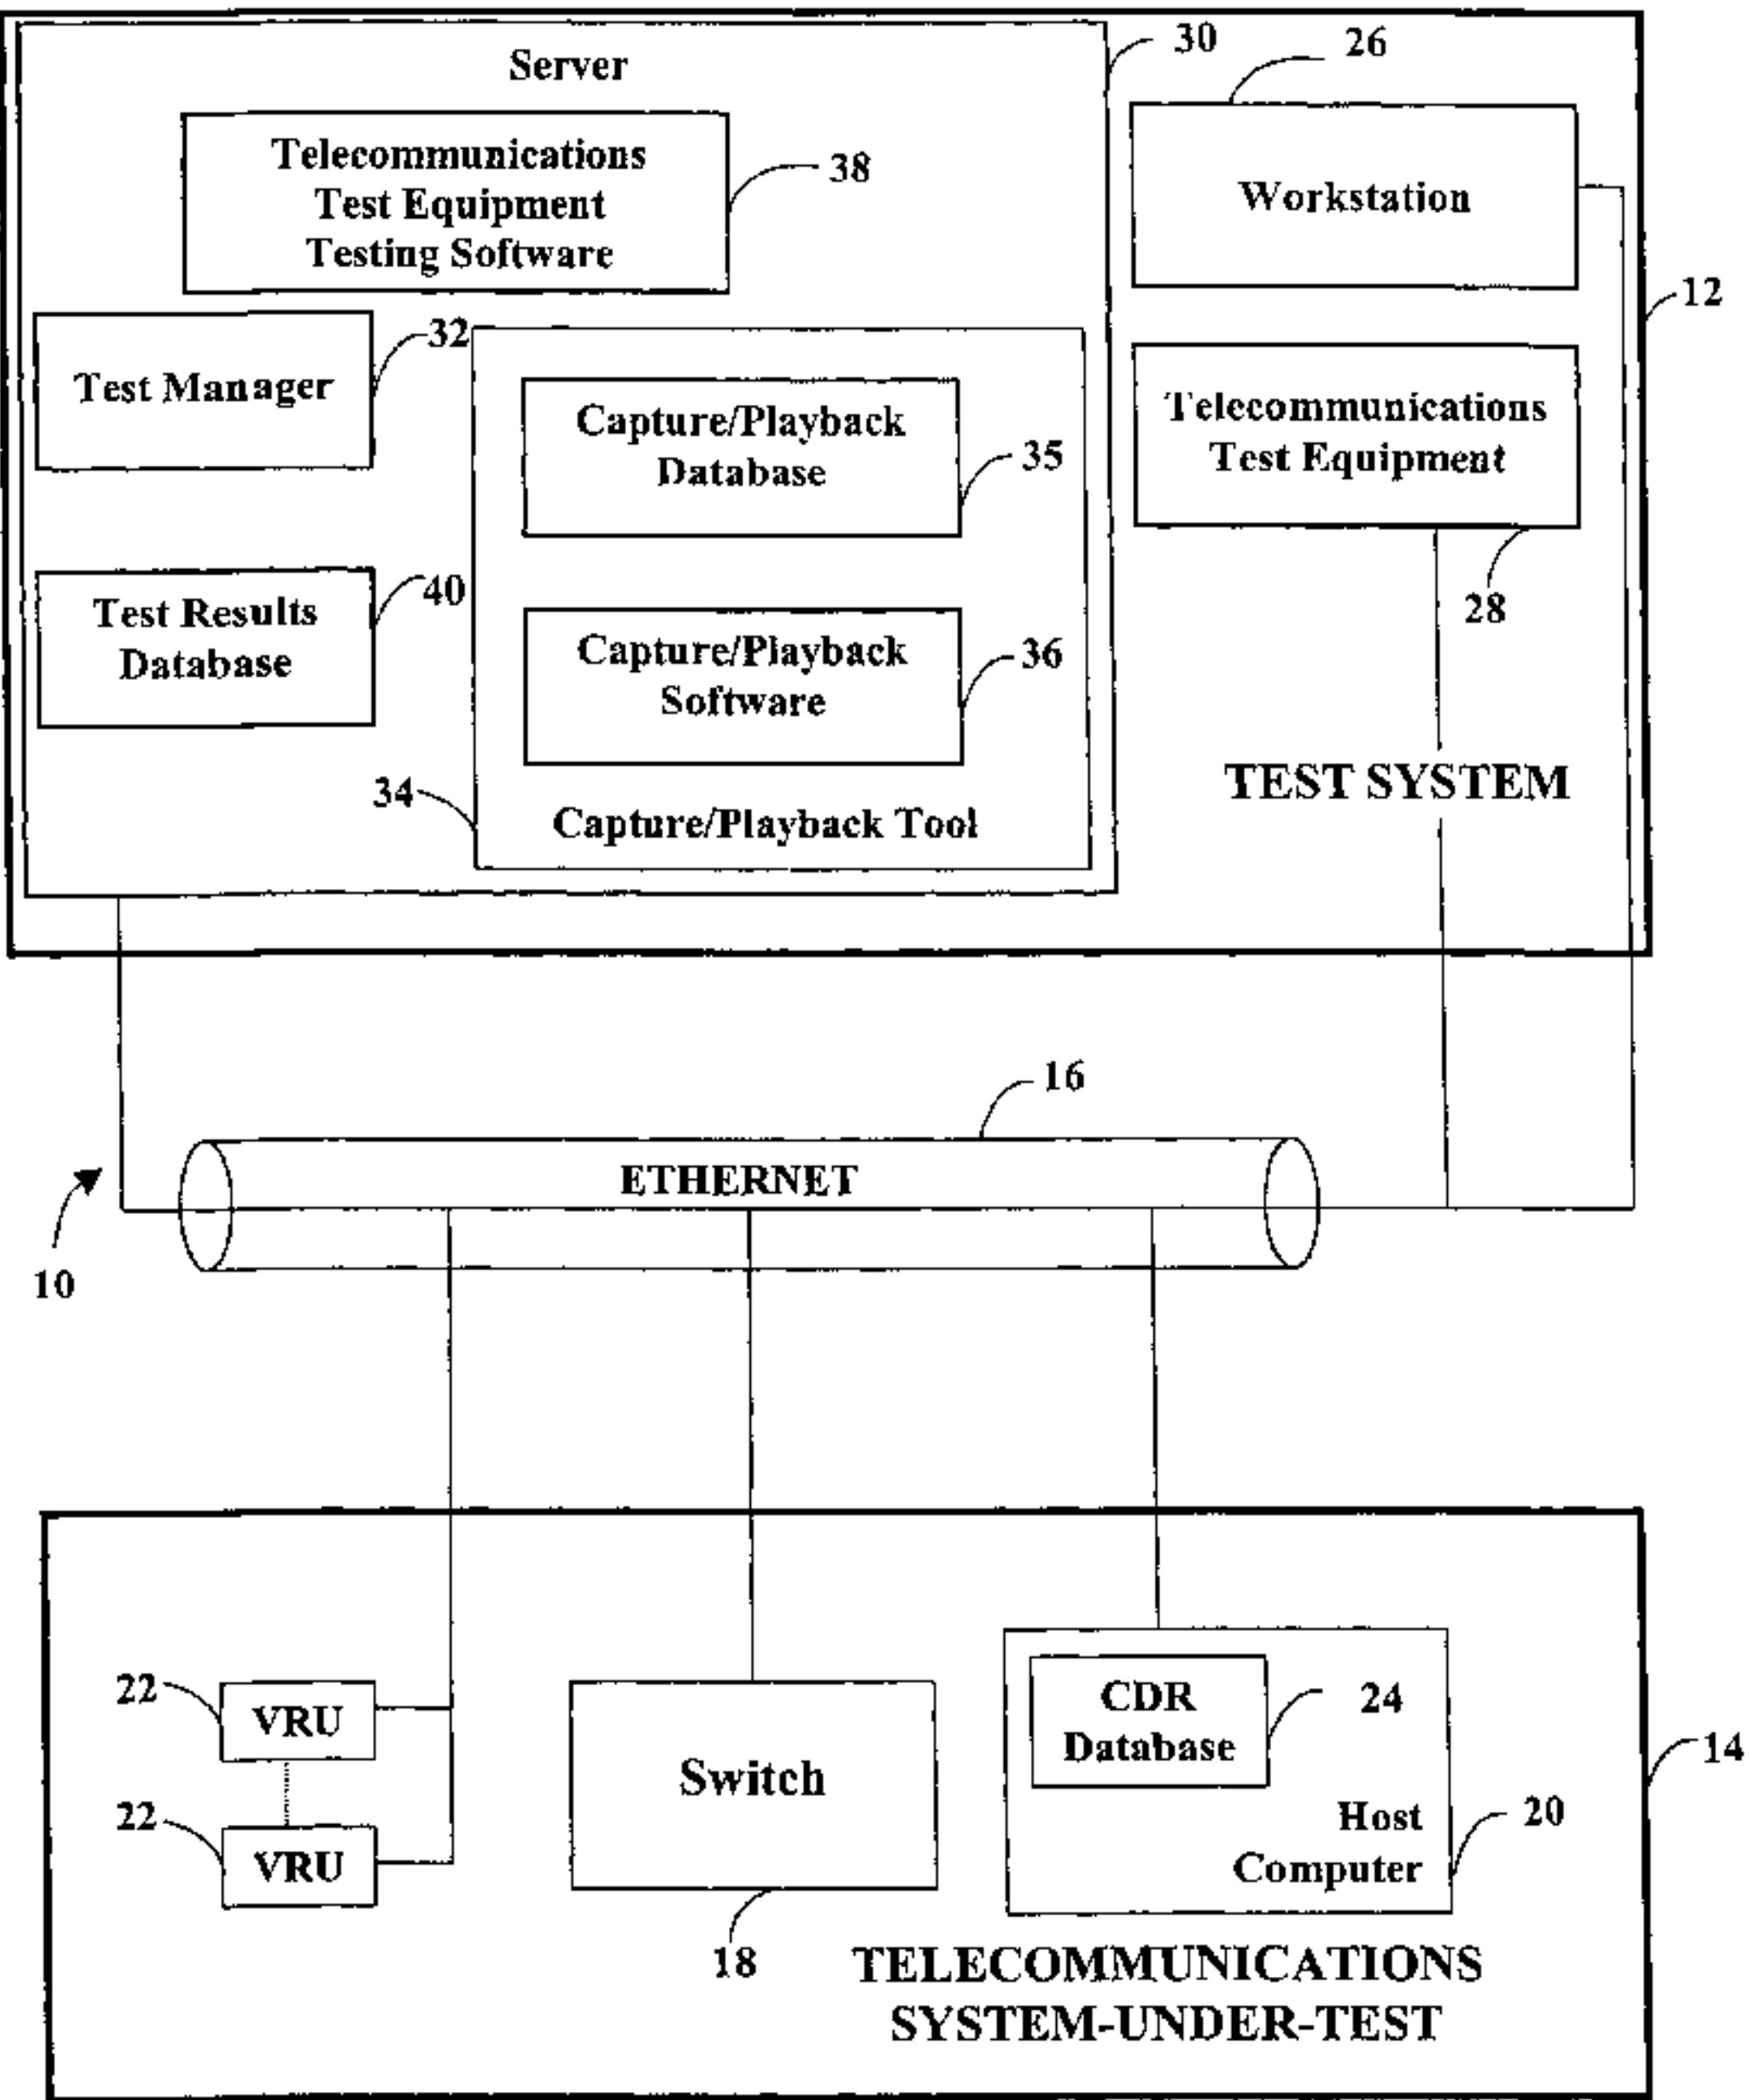 30
26
Server
Telecommunications
Test Equipment
Testing Software
38
Workstation
12
32
Test Manager
Capture/Playback
Database
35
Telecommunications
Test Equipment
28
40
Test Results
Database
Capture/Playback
Software
36
34
Capture/Playback Tool
TEST SYSTEM
16
ETHERNET
10
22
VRU
22
VRU
Switch
18
CDR
Database
24
Host
Computer
20
14
TELECOMMUNICATIONS
SYSTEM-UNDER-TEST